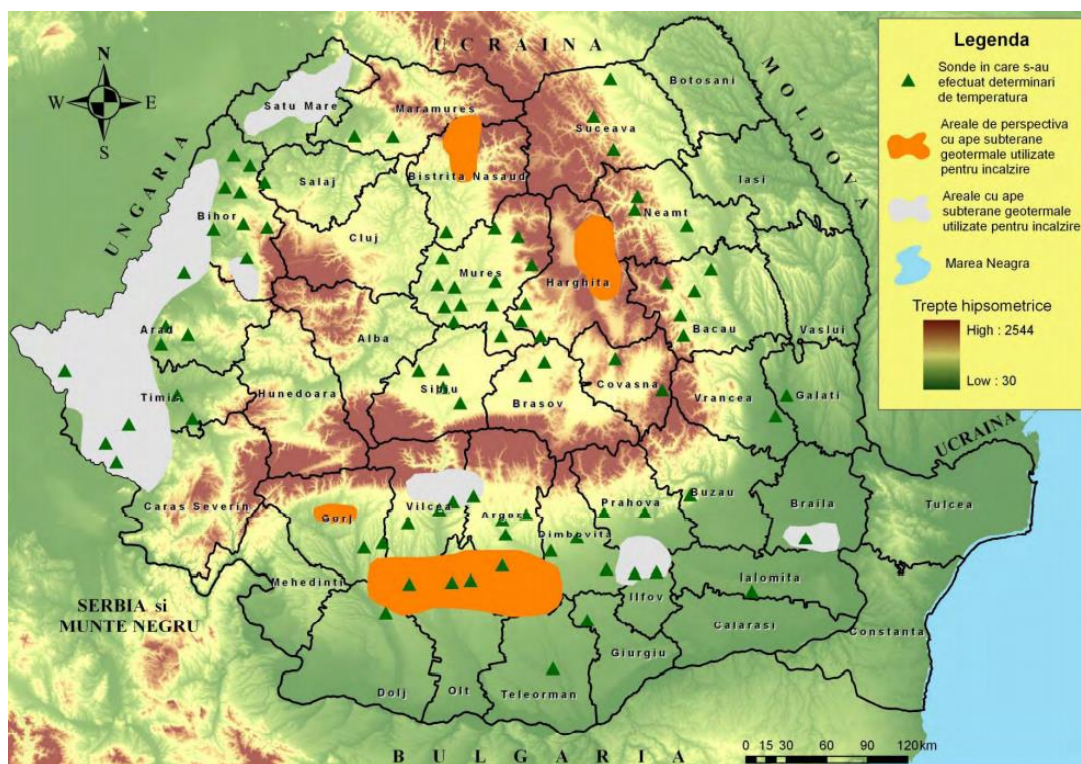 UCRAINA
MOLDOVA
UNGARIA
N
W
E
S
Satu Mare
Maramures
Botosani
Suceava
Bistrita Nasaud
Salaj
Iasi
Neamt
Bihor
Cluj
Mures
Harghita
Bacau
Vaslui
Arad
Alba
Timis
Hunedoara
Sibiu
Brasov
Covasna
Vrancea
Galati
UCRAINA
Caras Severin
Gorj
Vilcea
Arges
Dimbovita
Prahova
Buzau
Braila
Tulcea
Mehedinti
Ilfov
Ialomita
Calarasi
Constanta
Giurgiu
Dolj
Olt
Teleorman
SERBIA si
MUNTE NEGRU
BULGARIA
0 15 30 60 90 120 km
Legenda
Sonde in care s-au
efectuat determinari
de temperatura
Areale de perspectiva
cu ape subterane
geotermale utilizate
pentru incalzire
Areale cu ape
subterane geotermale
utilizate pentru incalzire
Marea Neagra
Trepte hipsometrice
High : 2544
Low : 30